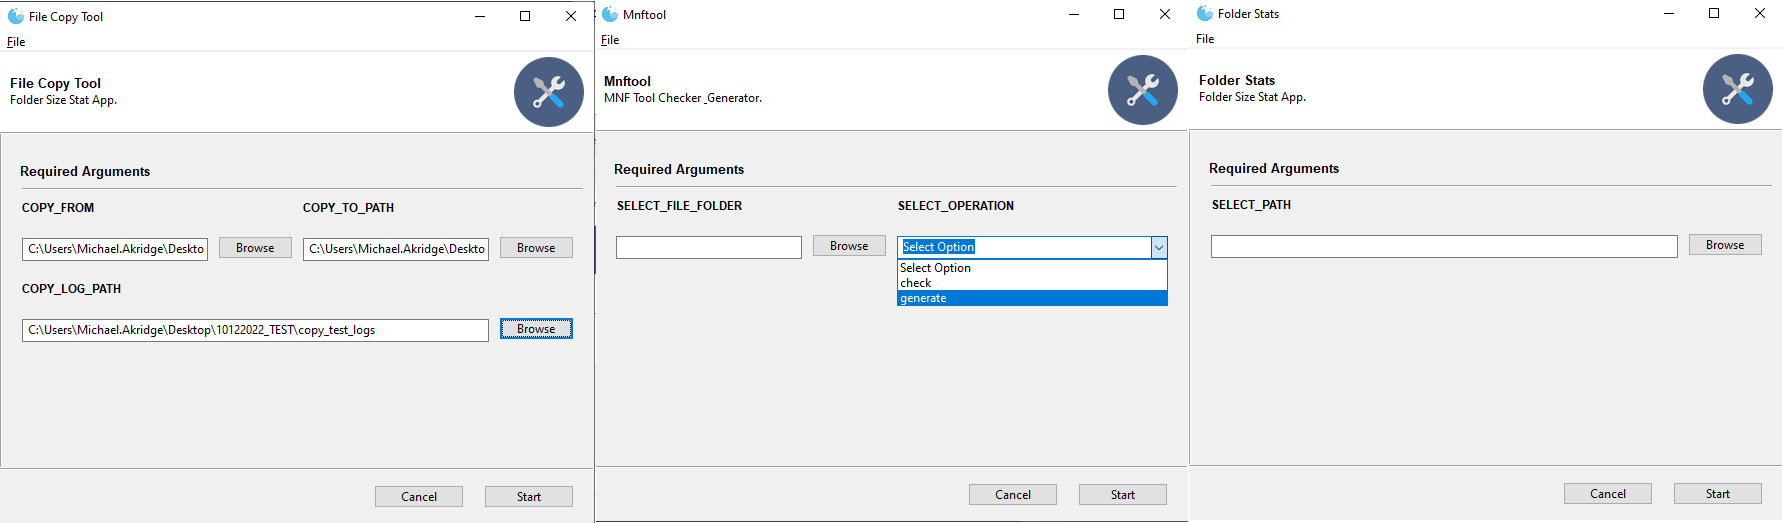 File Copy Tool
File
File Copy Tool
Folder Size Stat App.
Required Arguments
COPY_FROM
COPY_TO_PATH
C:\Users\Michael.Akridge\Deskto
Browse
C:\Users\Michael.Akridge\Deskto
Browse
COPY_LOG_PATH
C:\Users\Michael.Akridge\Desktop\10122022_TEST\copy_test_logs
Browse
Cancel
Start
Mnftool
File
Mnftool
MNF Tool Checker _Generator.
Required Arguments
SELECT_FILE_FOLDER
SELECT_OPERATION
Browse
Select Option
Select Option
check
generate
Cancel
Start
Folder Stats
File
Folder Stats
Folder Size Stat App.
Required Arguments
SELECT_PATH
Browse
Cancel
Start